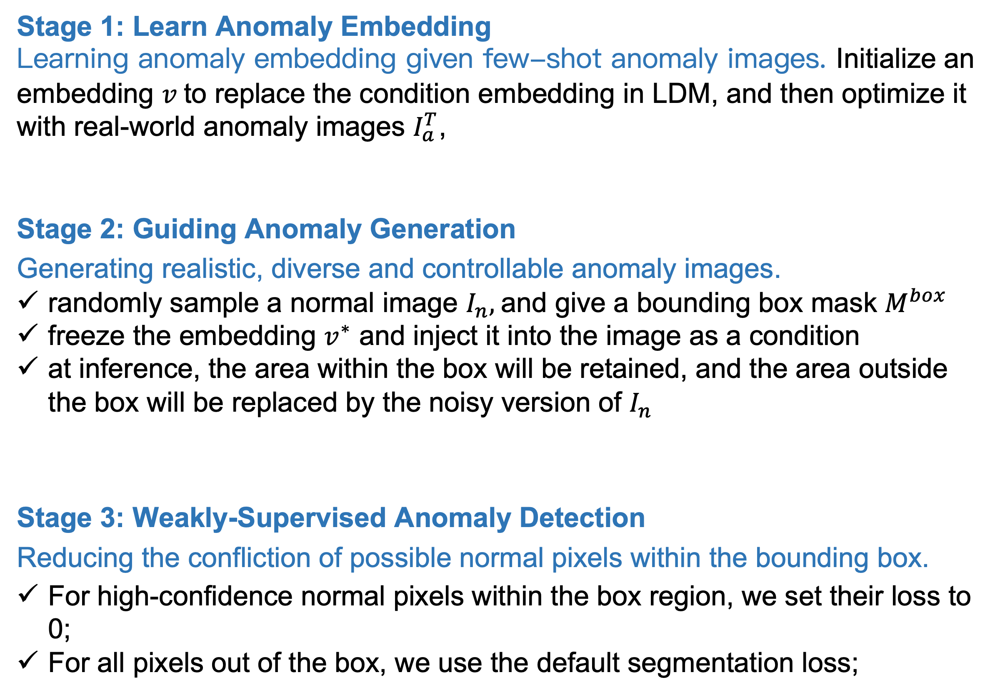 Stage 1: Learn Anomaly Embedding
Learning anomaly embedding given few–shot anomaly images. Initialize an
embedding v to replace the condition embedding in LDM, and then optimize it
with real-world anomaly images I_a^T,
Stage 2: Guiding Anomaly Generation
Generating realistic, diverse and controllable anomaly images.
✓ randomly sample a normal image I_n, and give a bounding box mask M^box
✓ freeze the embedding v* and inject it into the image as a condition
✓ at inference, the area within the box will be retained, and the area outside
the box will be replaced by the noisy version of I_n
Stage 3: Weakly-Supervised Anomaly Detection
Reducing the confliction of possible normal pixels within the bounding box.
✓ For high-confidence normal pixels within the box region, we set their loss to
0;
✓ For all pixels out of the box, we use the default segmentation loss;